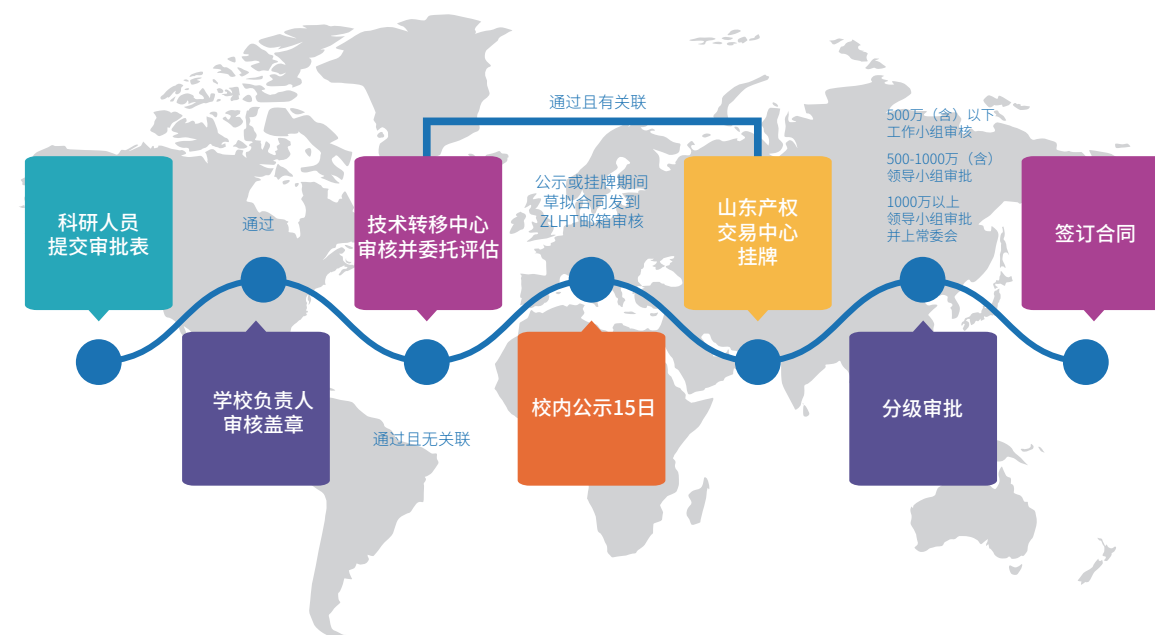 科研人员
提交审批表
通过
学校负责人
审核盖章
通过且有关联
技术转移中心
审核并委托评估
通过且无关联
公示或挂牌期间
草拟合同发到
ZLHT邮箱审核
校内公示15日
山东产权
交易中心
挂牌
500万（含）以下
工作小组审核
500-1000万（含）
领导小组审批
1000万以上
领导小组审批
并上常委会
分级审批
签订合同